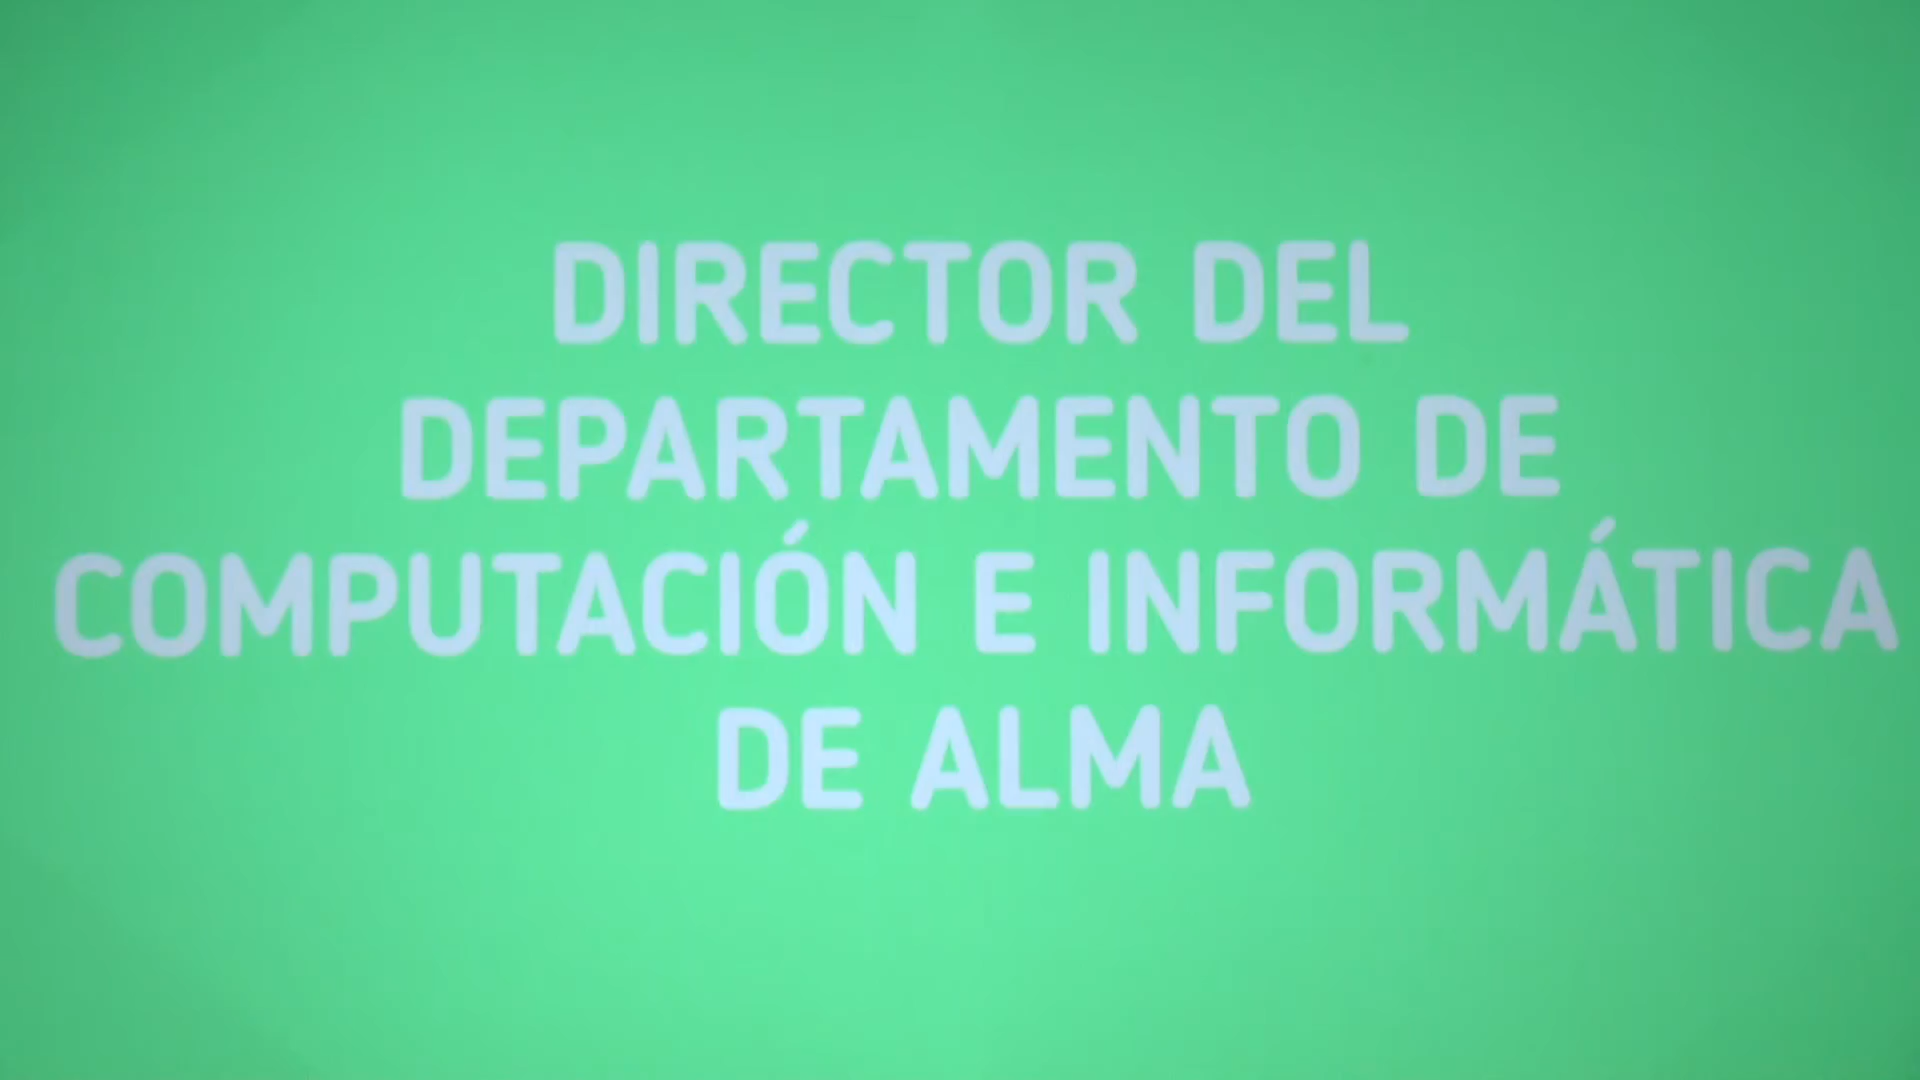 DIRECTOR DEL
DEPARTAMENTO DE
COMPUTACIÓN E INFORMÁTICA
DE ALMA